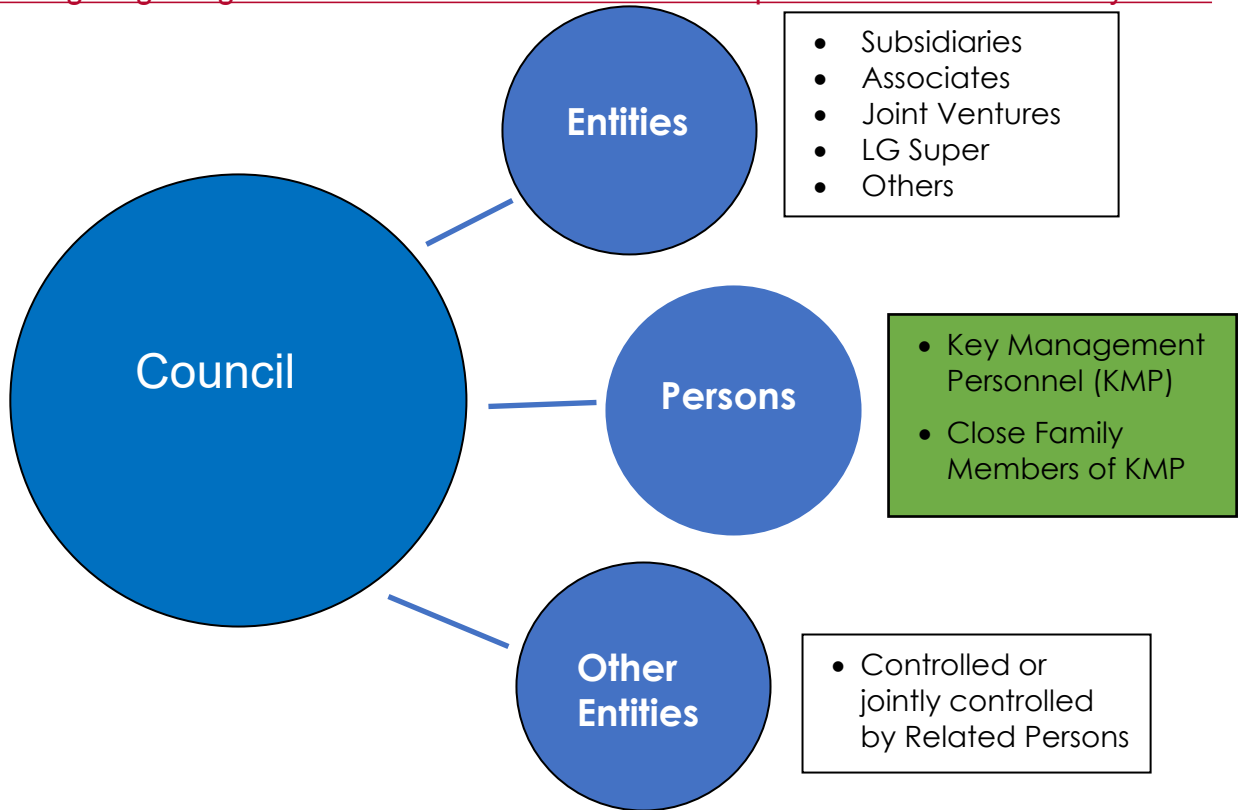 Entities
• Subsidiaries
• Associates
• Joint Ventures
• LG Super
• Others
Council
Persons
• Key Management
Personnel (KMP)
• Close Family
Members of KMP
Other
Entities
• Controlled or
jointly controlled
by Related Persons